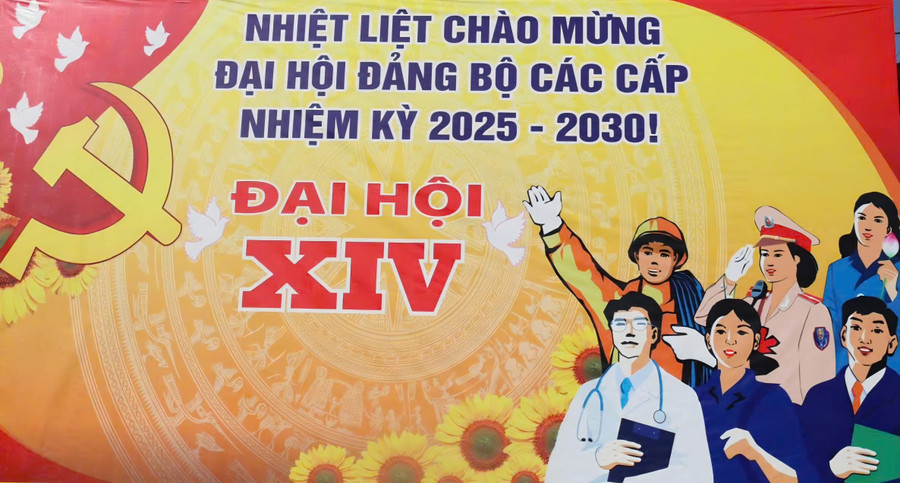 NHIỆT LIỆT CHÀO MỪNG
ĐẠI HỘI ĐẢNG BỘ CÁC CẤP
NHIỆM KỲ 2025 - 2030!
ĐẠI HỘI
XIV